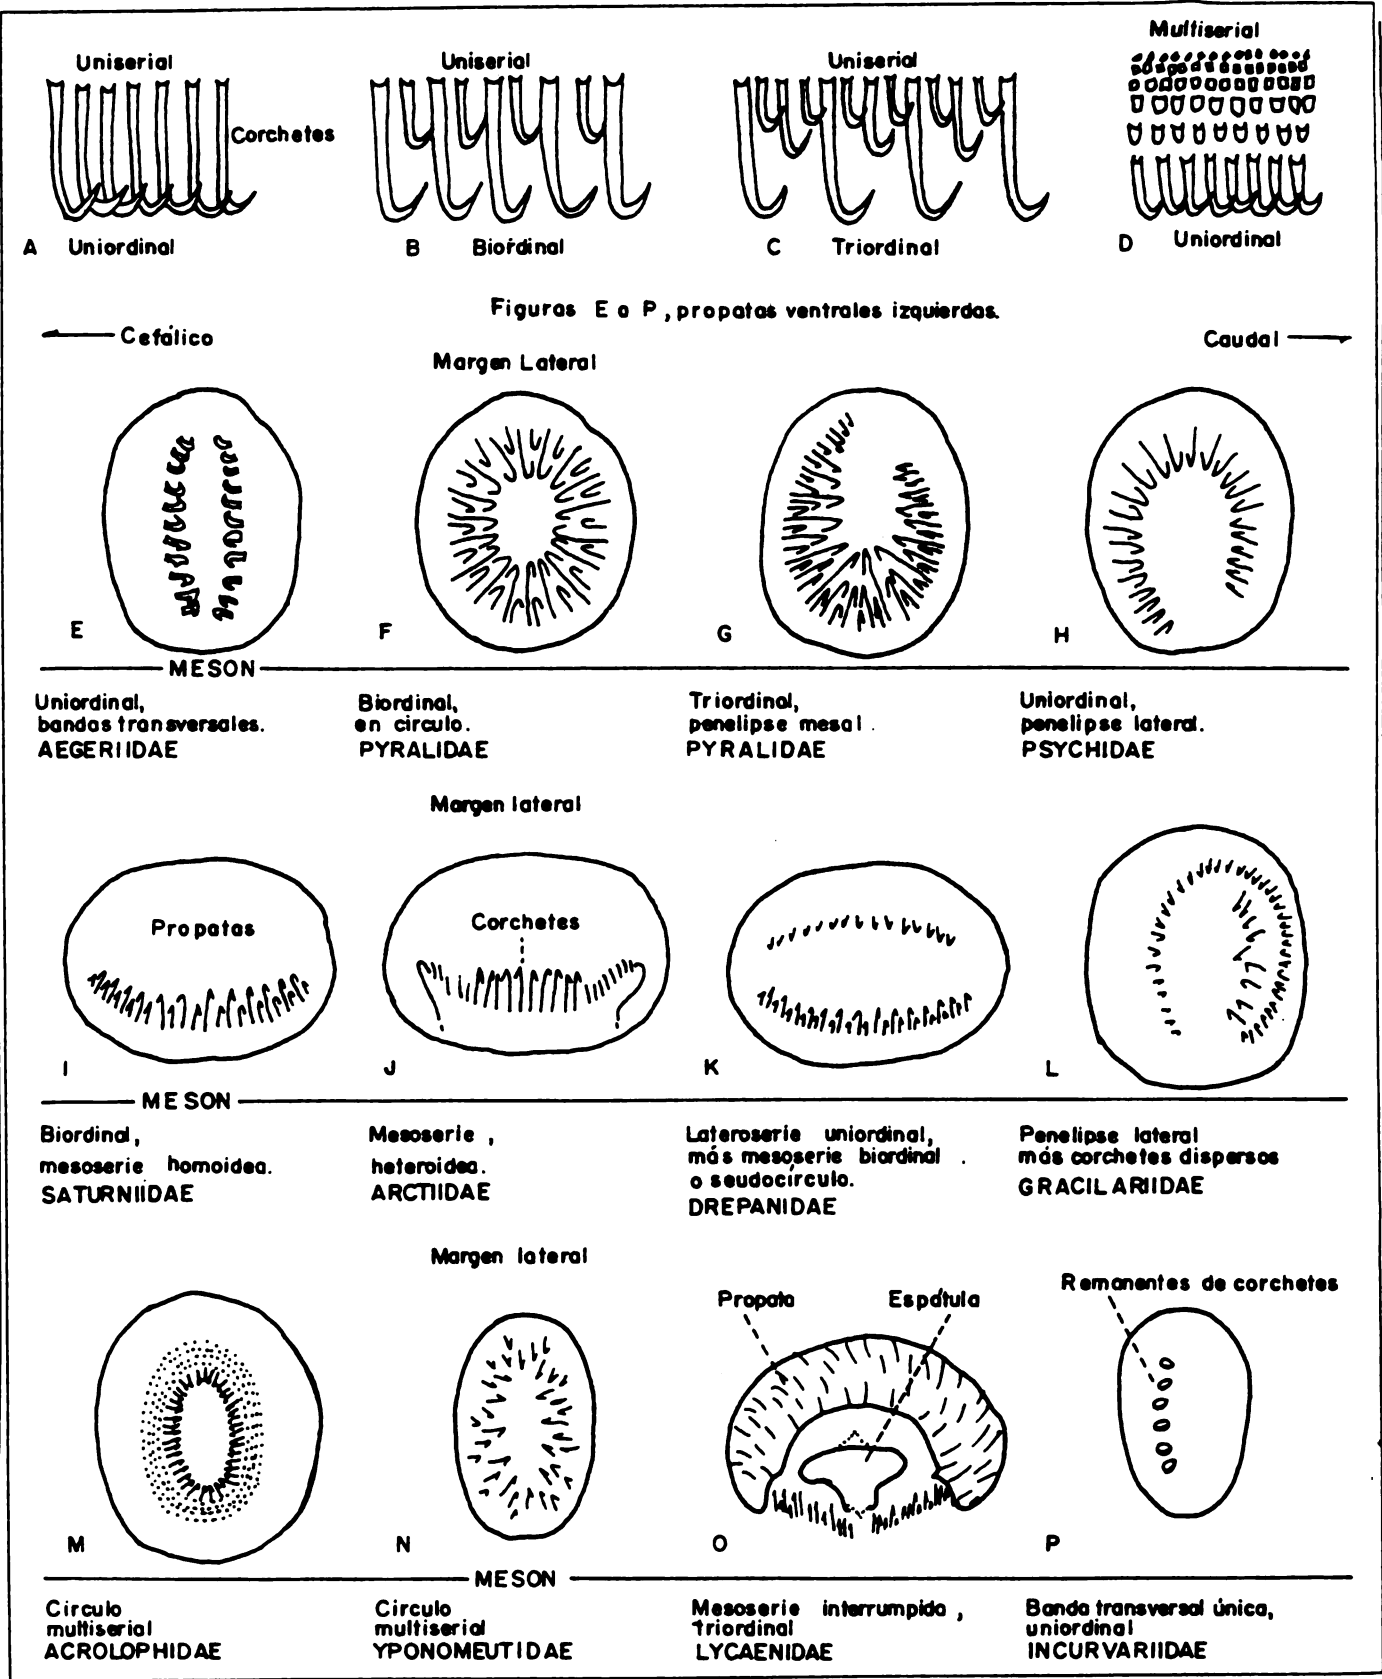 Uniserial
Uniserial
Uniserial
Multiserial
Corchetes
A Uniordinal
B Biordinal
C Triordinal
D Uniordinal
Figuras E a P, propatas ventrales izquierdas.
Cefálico
Caudal
Margen Lateral
E
F
G
H
MESON
Uniordinal,
bandas transversales.
AEGERIIDAE
Biordinal,
en circulo.
PYRALIDAE
Triordinal,
penelipse mesal.
PYRALIDAE
Uniordinal,
penelipse lateral.
PSYCHIDAE
Margen lateral
Propatas
Corchetes
I
J
K
L
MESON
Biordinal,
mesoserie homoidea.
SATURNIIDAE
Mesoserie,
heteroidea.
ARCTIIDAE
Lateroserie uniordinal,
más mesoserie biordinal.
o seudocírculo.
DREPANIDAE
Penelipse lateral
más corchetes dispersos
GRACILARIIDAE
Margen lateral
Propata
Espátula
Remanentes de corchetes
M
N
O
P
MESON
Circulo
multiserial
ACROLOPHIDAE
Circulo
multiserial
YPONOMEUTIDAE
Mesoserie interrumpida,
triordinal
LYCAENIDAE
Banda transversal única,
uniordinal
INCURVARIIDAE